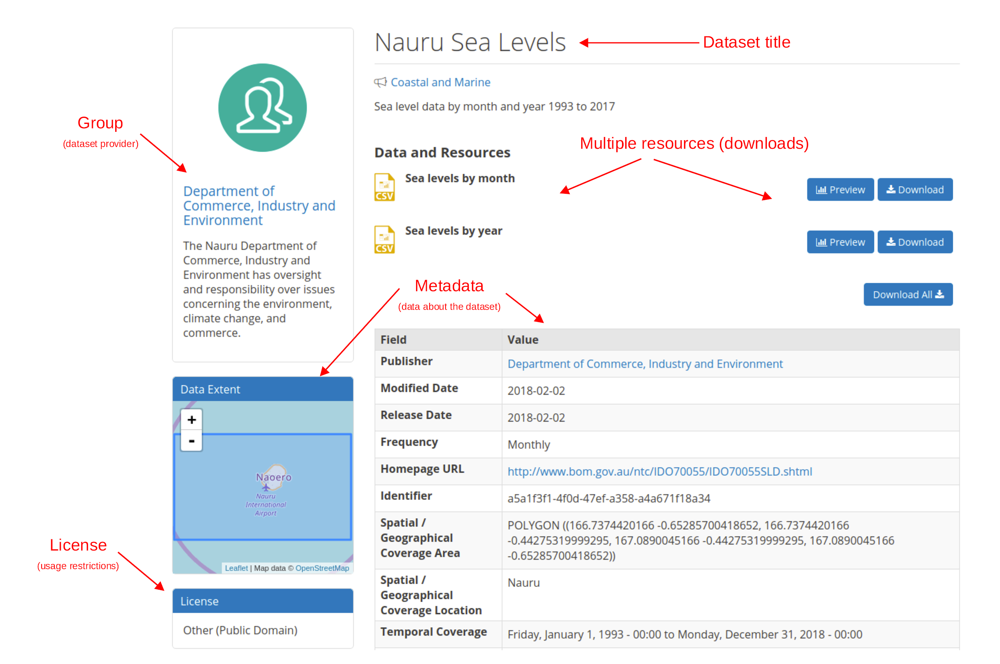 Nauru Sea Levels
Dataset title
Coastal and Marine
Sea level data by month and year 1993 to 2017
Group
(dataset provider)
Department of
Commerce, Industry and
Environment
The Nauru Department of
Commerce, Industry and
Environment has oversight
and responsibility over issues
concerning the environment,
climate change, and
commerce.
Multiple resources (downloads)
Data and Resources
CSV
Sea levels by month
Preview
Download
CSV
Sea levels by year
Preview
Download
Download All
Metadata
(data about the dataset)
Data Extent
+
-
Naoero
Nauru
International
Airport
Leaflet | Map data © OpenStreetMap
License
(usage restrictions)
License
Other (Public Domain)
Field Value
Publisher Department of Commerce, Industry and Environment
Modified Date 2018-02-02
Release Date 2018-02-02
Frequency Monthly
Homepage URL http://www.bom.gov.au/ntc/IDO70055/IDO70055SLD.shtml
Identifier a5a1f3f1-4f0d-47ef-a358-a4a671f18a34
Spatial /
Geographical
Coverage Area
POLYGON ((166.7374420166 -0.65285700418652, 166.7374420166
-0.44275319999295, 167.0890045166 -0.44275319999295, 167.0890045166
-0.65285700418652))
Spatial /
Geographical
Coverage Location
Nauru
Temporal Coverage Friday, January 1, 1993 - 00:00 to Monday, December 31, 2018 - 00:00